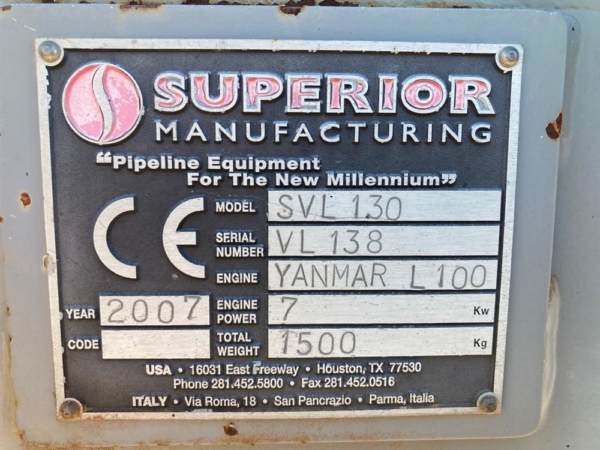 SUPERIOR
MANUFACTURING
"Pipeline Equipment
For The New Millennium"
CE
MODEL SVL 130
SERIAL NUMBER VL 138
ENGINE YANMAR L100
YEAR 2007 ENGINE POWER 7 Kw
CODE TOTAL WEIGHT 1500 Kg
USA • 16031 East Freeway • Houston, TX 77530
Phone 281.452.5800 • Fax 281.452.0516
ITALY • Via Roma, 18 • San Pancrazio • Parma, Italia